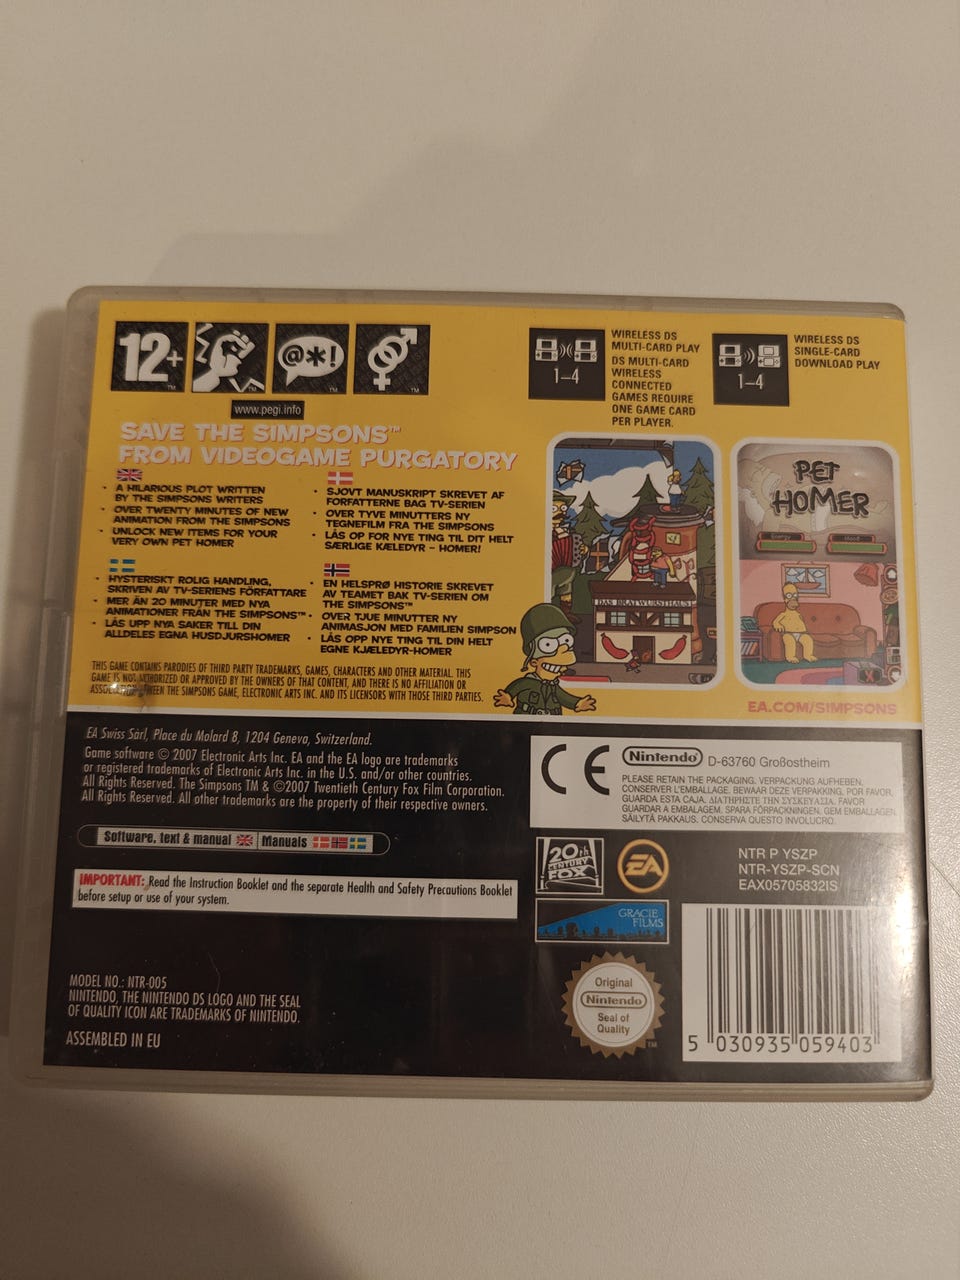 12+
TM
@*!
TM
TM
www.pegi.info
WIRELESS DS
MULTI-CARD PLAY
DS MULTI-CARD
WIRELESS
CONNECTED
GAMES REQUIRE
ONE GAME CARD
PER PLAYER.
1–4
WIRELESS DS
SINGLE-CARD
DOWNLOAD PLAY
1–4
SAVE THE SIMPSONS™
FROM VIDEOGAME PURGATORY
• A HILARIOUS PLOT WRITTEN
BY THE SIMPSONS WRITERS
• OVER TWENTY MINUTES OF NEW
ANIMATION FROM THE SIMPSONS
• UNLOCK NEW ITEMS FOR YOUR
VERY OWN PET HOMER
• SJOVT MANUSKRIPT SKREVET AF
FORFATTERNE BAG TV-SERIEN
• OVER TYVE MINUTTERS NY
TEGNEFILM FRA THE SIMPSONS
• LÅS OP FOR NYE TING TIL DIT HELT
SÆRLIGE KÆLEDYR – HOMER!
• HYSTERISKT ROLIG HANDLING,
SKRIVEN AV TV-SERIENS FÖRFATTARE
• MER ÄN 20 MINUTER MED NYA
ANIMATIONER FRÅN THE SIMPSONS™
• LÅS UPP NYA SAKER TILL DIN
ALLDELES EGNA HUSDJURSHOMER
• EN HELSPRØ HISTORIE SKREVET
AV TEAMET BAK TV-SERIEN OM
THE SIMPSONS™
• OVER TJUE MINUTTER NY
ANIMASJON MED FAMILIEN SIMPSON
• LÅS OPP NYE TING TIL DIN HELT
EGNE KJÆLEDYR-HOMER
DAS BRATWURSTHAUS
PET
HOMER
Energy
Mood
X
THIS GAME CONTAINS PARODIES OF THIRD PARTY TRADEMARKS, GAMES, CHARACTERS AND OTHER MATERIAL. THIS
GAME IS NOT AUTHORIZED OR APPROVED BY THE OWNERS OF THAT CONTENT, AND THERE IS NO AFFILIATION OR
ASSOCIATION BETWEEN THE SIMPSONS GAME, ELECTRONIC ARTS INC. AND ITS LICENSORS WITH THOSE THIRD PARTIES.
EA.COM/SIMPSONS
EA Swiss Sàrl, Place du Molard 8, 1204 Geneva, Switzerland.
Game software © 2007 Electronic Arts Inc. EA and the EA logo are trademarks
or registered trademarks of Electronic Arts Inc. in the U.S. and/or other countries.
All Rights Reserved. The Simpsons TM & ©2007 Twentieth Century Fox Film Corporation.
All Rights Reserved. All other trademarks are the property of their respective owners.
Software, text & manual
Manuals
IMPORTANT: Read the Instruction Booklet and the separate Health and Safety Precautions Booklet
before setup or use of your system.
CE
Nintendo® D-63760 Großostheim
PLEASE RETAIN THE PACKAGING. VERPACKUNG AUFHEBEN.
CONSERVER L'EMBALLAGE. BEWAAR DEZE VERPAKKING. POR FAVOR,
GUARDA ESTA CAJA. ΔΙΑΤΗΡΗΣΤΕ ΤΗΝ ΣΥΣΚΕΥΑΣΙΑ. FAVOR
GUARDAR A EMBALAGEM. SPARA FÖRPACKNINGEN. GEM EMBALLAGEN.
SÄILYTÄ PAKKAUS. CONSERVA QUESTO INVOLUCRO.
20th
CENTURY
FOX
EA
GRACIE
FILMS
NTR P YSZP
NTR-YSZP-SCN
EAX05705832IS
MODEL NO.: NTR-005
NINTENDO, THE NINTENDO DS LOGO AND THE SEAL
OF QUALITY ICON ARE TRADEMARKS OF NINTENDO.
ASSEMBLED IN EU
Original
Nintendo
Seal of
Quality
TM
5 030935 059403